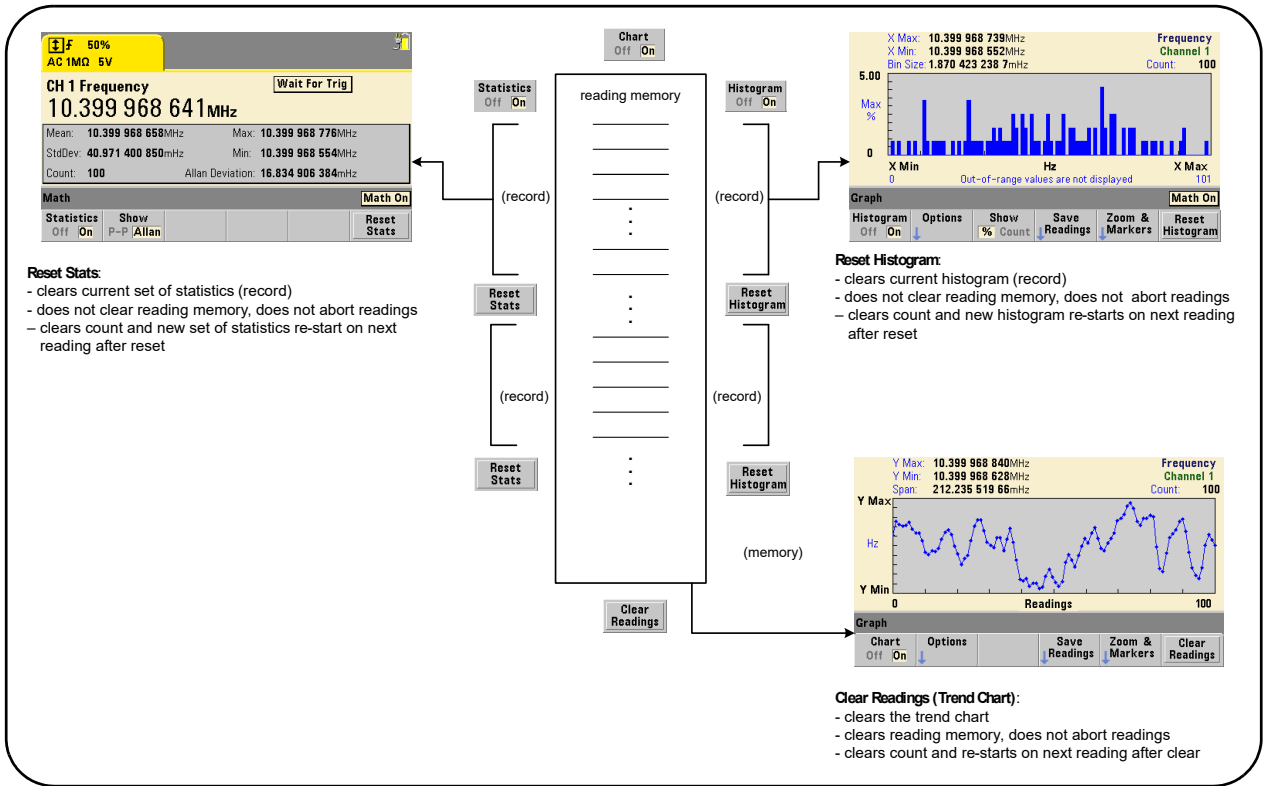 50%
AC 1MΩ 5V
CH 1 Frequency
Wait For Trig
10.399 968 641MHz
Mean: 10.399 968 658MHz
Max: 10.399 968 776MHz
StdDev: 40.971 400 850mHz
Min: 10.399 968 554MHz
Count: 100
Allan Deviation: 16.834 906 384mHz
Math
Math On
Statistics
Off On
Show
P-P Allan
Reset
Stats
Reset Stats:
- clears current set of statistics (record)
- does not clear reading memory, does not abort readings
– clears count and new set of statistics re-start on next
reading after reset
Chart
Off On
Statistics
Off On
reading memory
Histogram
Off On
(record)
(record)
Reset
Stats
Reset
Histogram
(record)
(record)
Reset
Stats
Reset
Histogram
(memory)
Clear
Readings
X Max: 10.399 968 739MHz
Frequency
X Min: 10.399 968 552MHz
Channel 1
Bin Size: 1.870 423 238 7mHz
Count: 100
5.00
Max
%
0
X Min
Hz
X Max
0
Out-of-range values are not displayed
101
Graph
Math On
Histogram
Off On
Options
Show
% Count
Save
Readings
Zoom &
Markers
Reset
Histogram
Reset Histogram:
- clears current histogram (record)
- does not clear reading memory, does not abort readings
– clears count and new histogram re-starts on next reading
after reset
Y Max: 10.399 968 840MHz
Frequency
Y Min: 10.399 968 628MHz
Channel 1
Span: 212.235 519 66mHz
Count: 100
Y Max
Hz
Y Min
0
Readings
100
Graph
Chart
Off On
Options
Save
Readings
Zoom &
Markers
Clear
Readings
Clear Readings (Trend Chart):
- clears the trend chart
- clears reading memory, does not abort readings
- clears count and re-starts on next reading after clear